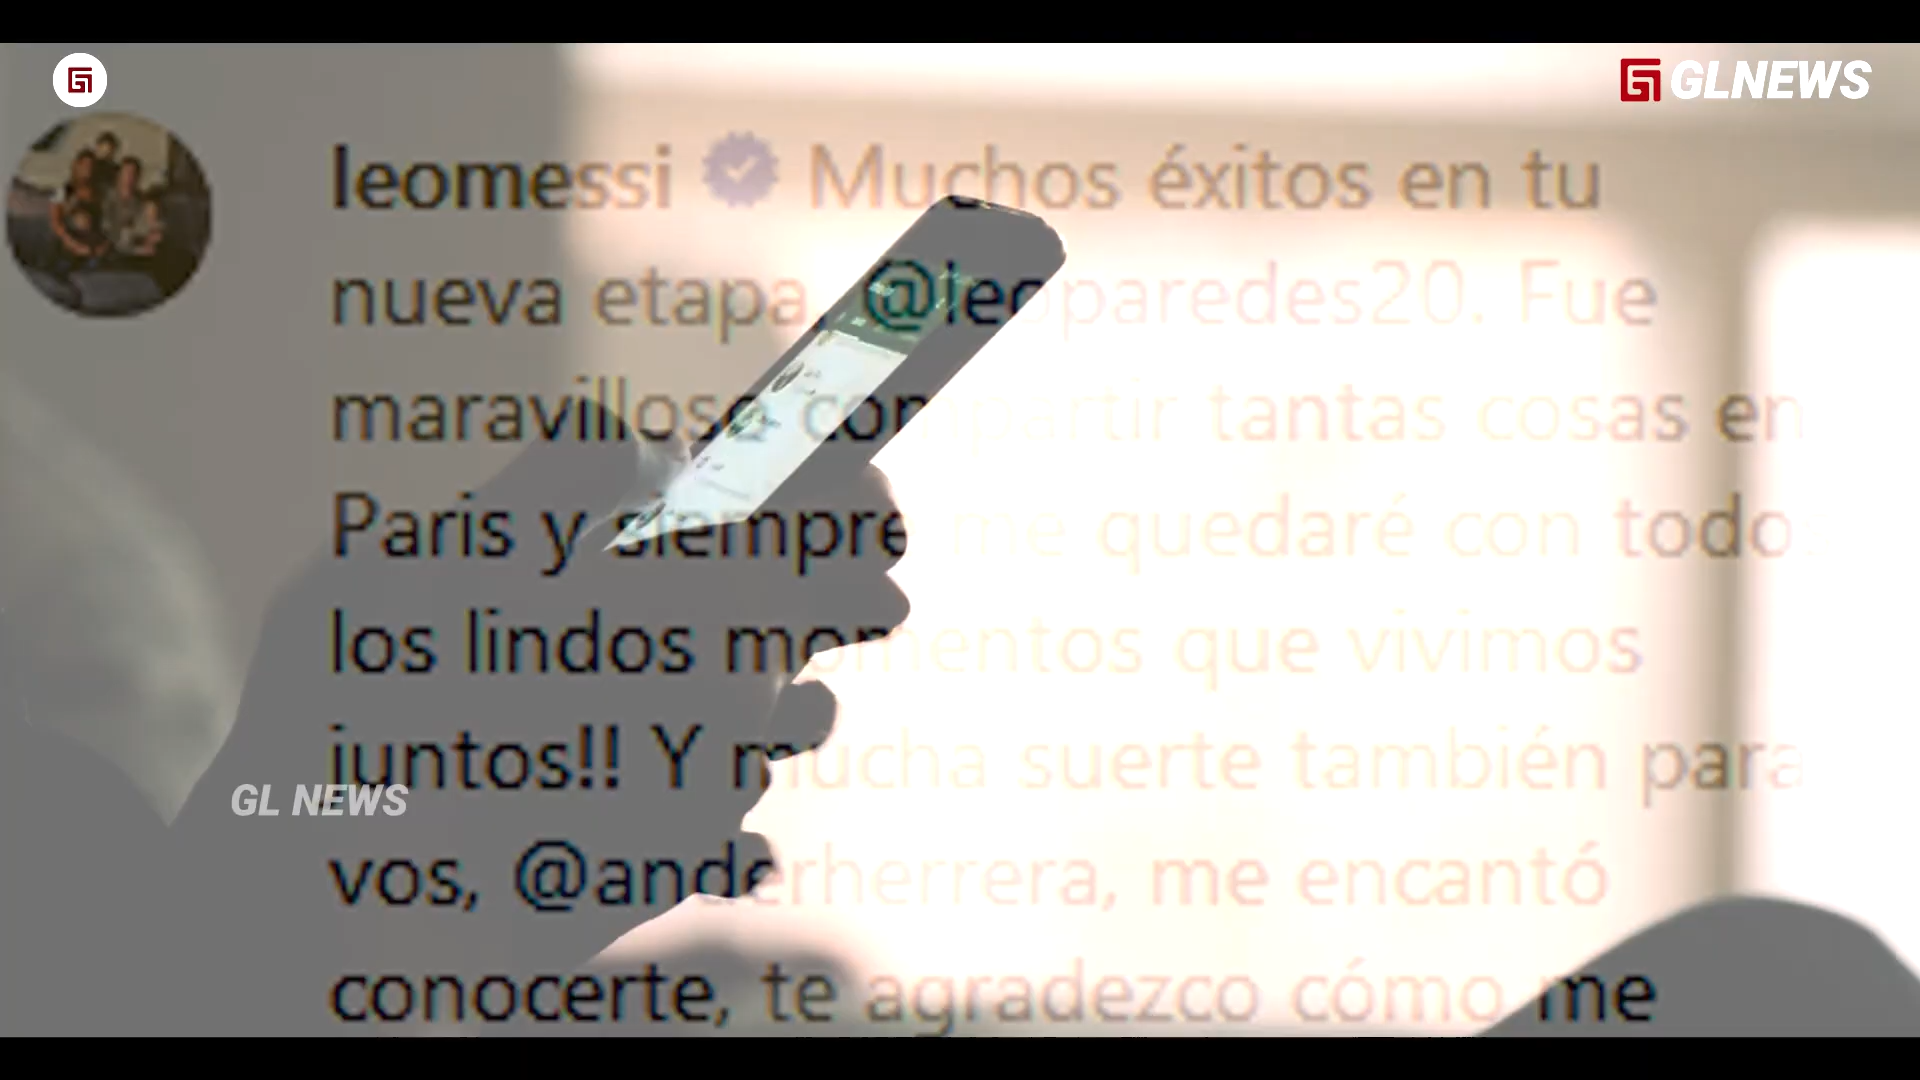 GLNEWS
leomessi Muchos éxitos en tu
nueva etapa, @leoparedes20. Fue
maravilloso compartir tantas cosas en
Paris y siempre me quedaré con todos
los lindos momentos que vivimos
juntos!! Y mucha suerte también para
GL NEWS
vos, @anderherrera, me encantó
conocerte, te agradezco cómo me